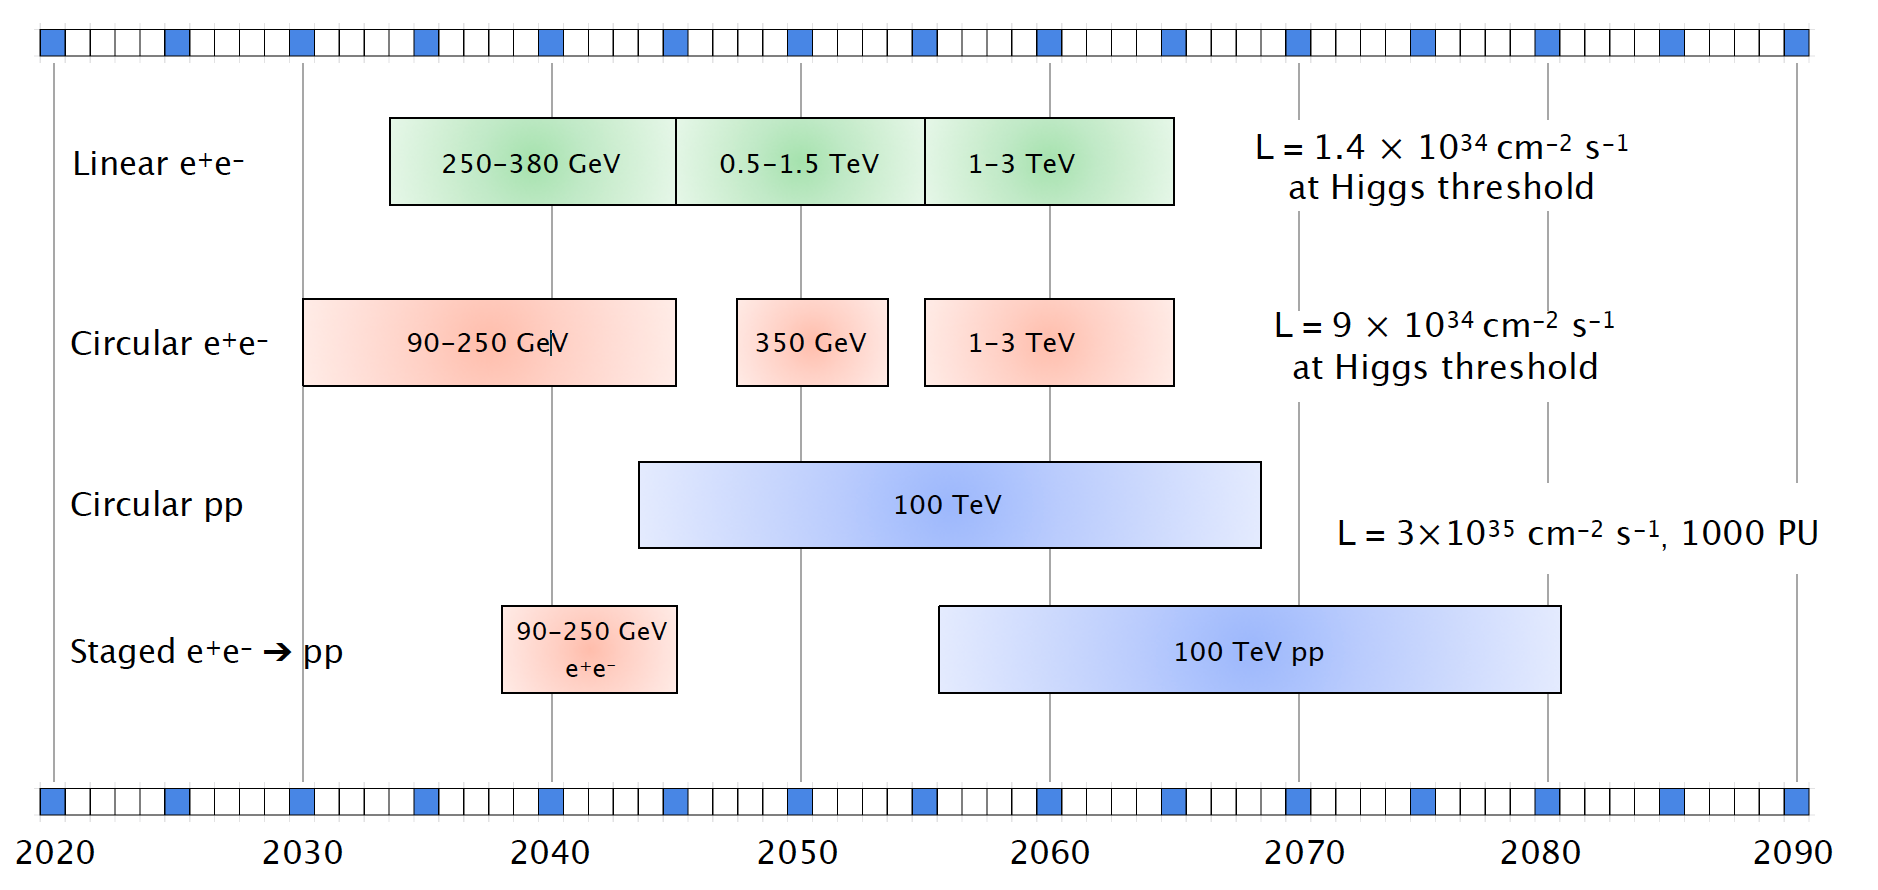 Linear e⁺e⁻
250–380 GeV
0.5–1.5 TeV
1–3 TeV
L = 1.4 × 10³⁴ cm⁻² s⁻¹
at Higgs threshold
Circular e⁺e⁻
90–250 GeV
350 GeV
1–3 TeV
L = 9 × 10³⁴ cm⁻² s⁻¹
at Higgs threshold
Circular pp
100 TeV
L = 3×10³⁵ cm⁻² s⁻¹, 1000 PU
Staged e⁺e⁻ ➔ pp
90–250 GeV
e⁺e⁻
100 TeV pp
2020 2030 2040 2050 2060 2070 2080 2090